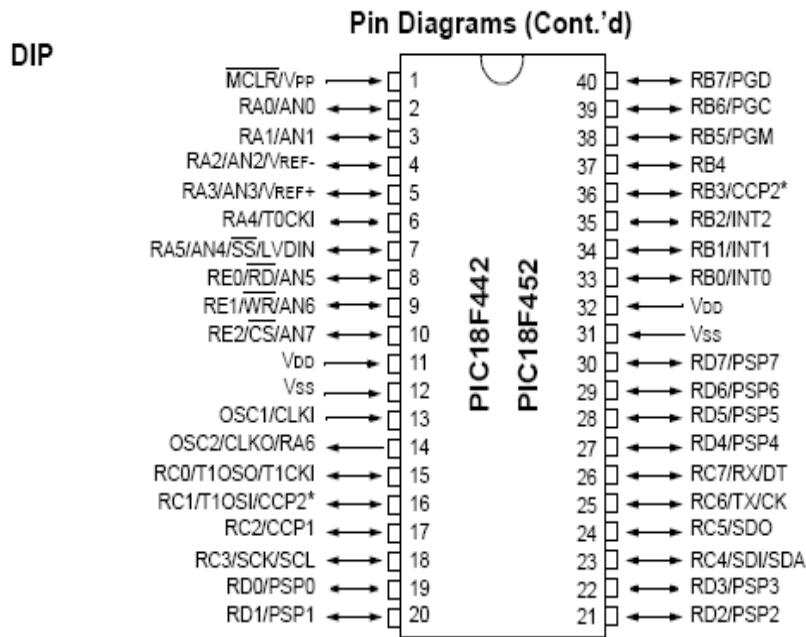 Pin Diagrams (Cont.'d)
DIP
MCLR/VPP 1 40 RB7/PGD
RA0/AN0 2 39 RB6/PGC
RA1/AN1 3 38 RB5/PGM
RA2/AN2/VREF- 4 37 RB4
RA3/AN3/VREF+ 5 36 RB3/CCP2*
RA4/T0CKI 6 35 RB2/INT2
RA5/AN4/SS/LVDIN 7 34 RB1/INT1
RE0/RD/AN5 8 33 RB0/INT0
RE1/WR/AN6 9 32 VDD
RE2/CS/AN7 10 31 VSS
VDD 11 30 RD7/PSP7
VSS 12 29 RD6/PSP6
OSC1/CLKI 13 28 RD5/PSP5
OSC2/CLKO/RA6 14 27 RD4/PSP4
RC0/T1OSO/T1CKI 15 26 RC7/RX/DT
RC1/T1OSI/CCP2* 16 25 RC6/TX/CK
RC2/CCP1 17 24 RC5/SDO
RC3/SCK/SCL 18 23 RC4/SDI/SDA
RD0/PSP0 19 22 RD3/PSP3
RD1/PSP1 20 21 RD2/PSP2
PIC18F442
PIC18F452